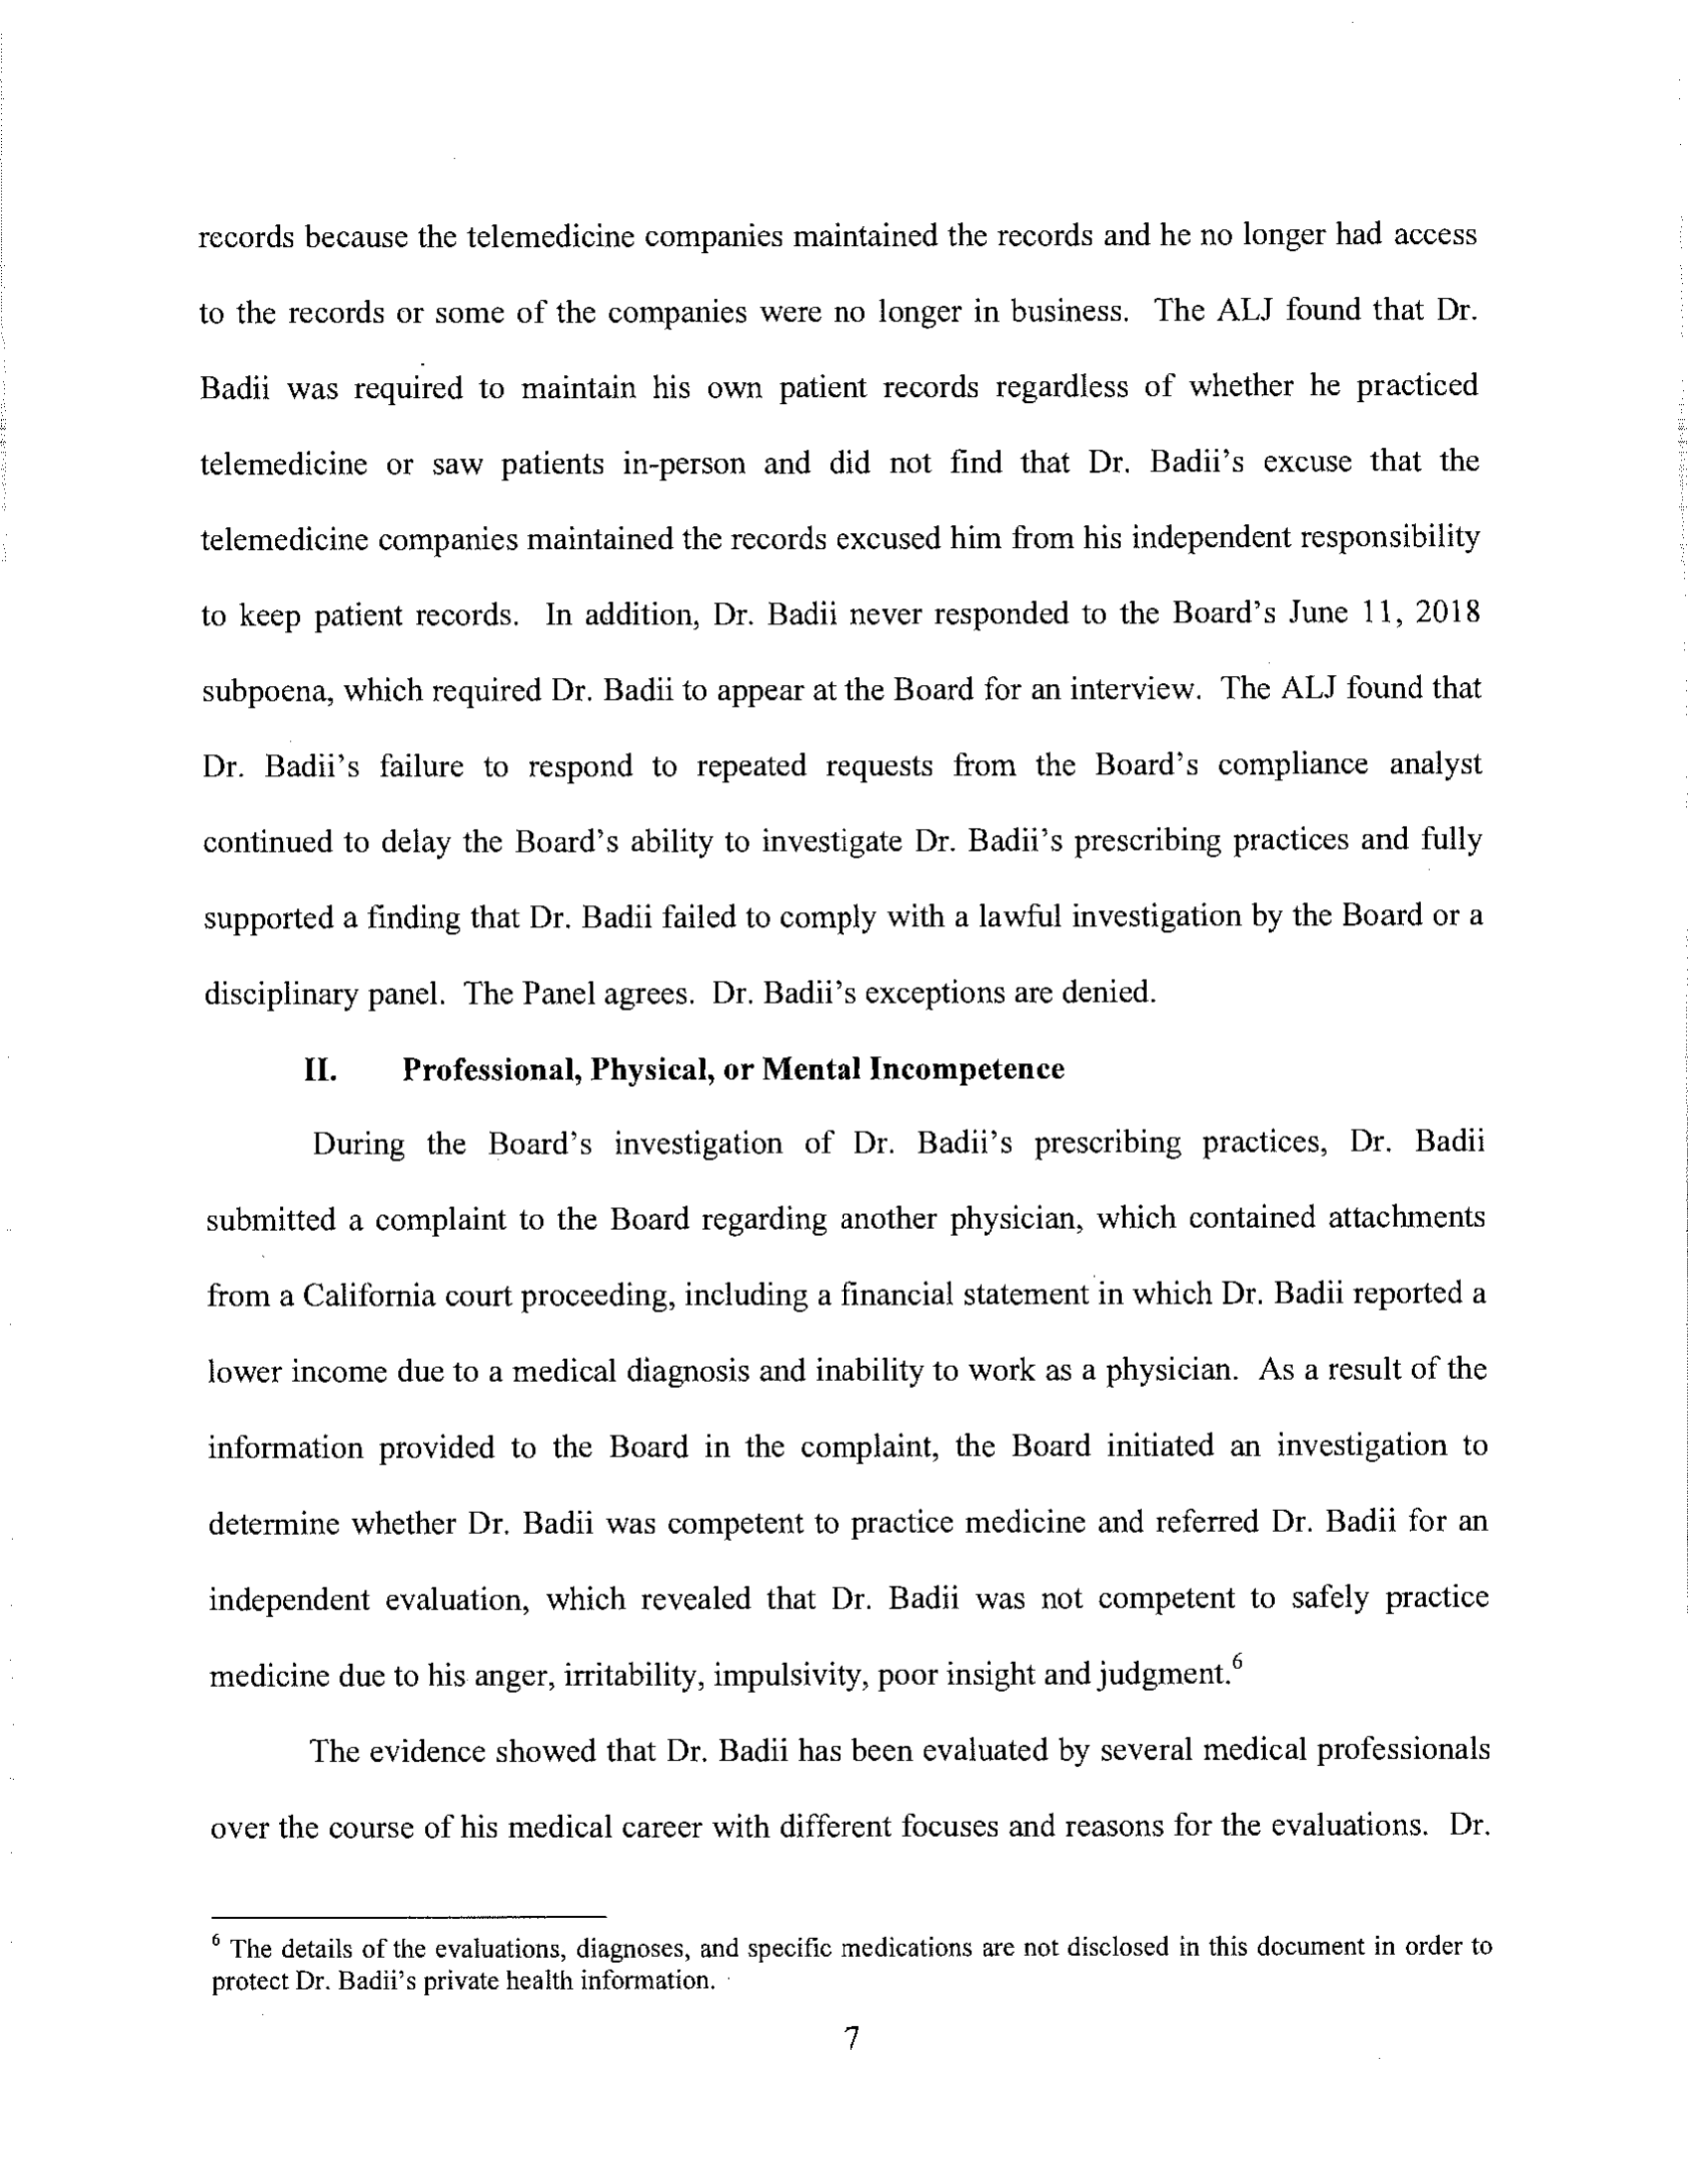 records because the telemedicine companies maintained the records and he no longer had access
to the records or some of the companies were no longer in business. The ALJ found that Dr.
Badii was required to maintain his own patient records regardless of whether he practiced
telemedicine or saw patients in-person and did not find that Dr. Badii's excuse that the
telemedicine companies maintained the records excused him from his independent responsibility
to keep patient records. In addition, Dr. Badii never responded to the Board's June 11, 2018
subpoena, which required Dr. Badii to appear at the Board for an interview. The ALJ found that
Dr. Badii's failure to respond to repeated requests from the Board's compliance analyst
continued to delay the Board's ability to investigate Dr. Badii's prescribing practices and fully
supported a finding that Dr. Badii failed to comply with a lawful investigation by the Board or a
disciplinary panel. The Panel agrees. Dr. Badii's exceptions are denied.
II. Professional, Physical, or Mental Incompetence
During the Board's investigation of Dr. Badii's prescribing practices, Dr. Badii
submitted a complaint to the Board regarding another physician, which contained attachments
from a California court proceeding, including a financial statement in which Dr. Badii reported a
lower income due to a medical diagnosis and inability to work as a physician. As a result of the
information provided to the Board in the complaint, the Board initiated an investigation to
determine whether Dr. Badii was competent to practice medicine and referred Dr. Badii for an
independent evaluation, which revealed that Dr. Badii was not competent to safely practice
medicine due to his anger, irritability, impulsivity, poor insight and judgment.6
The evidence showed that Dr. Badii has been evaluated by several medical professionals
over the course of his medical career with different focuses and reasons for the evaluations. Dr.
6 The details of the evaluations, diagnoses, and specific medications are not disclosed in this document in order to
protect Dr. Badii's private health information.
7